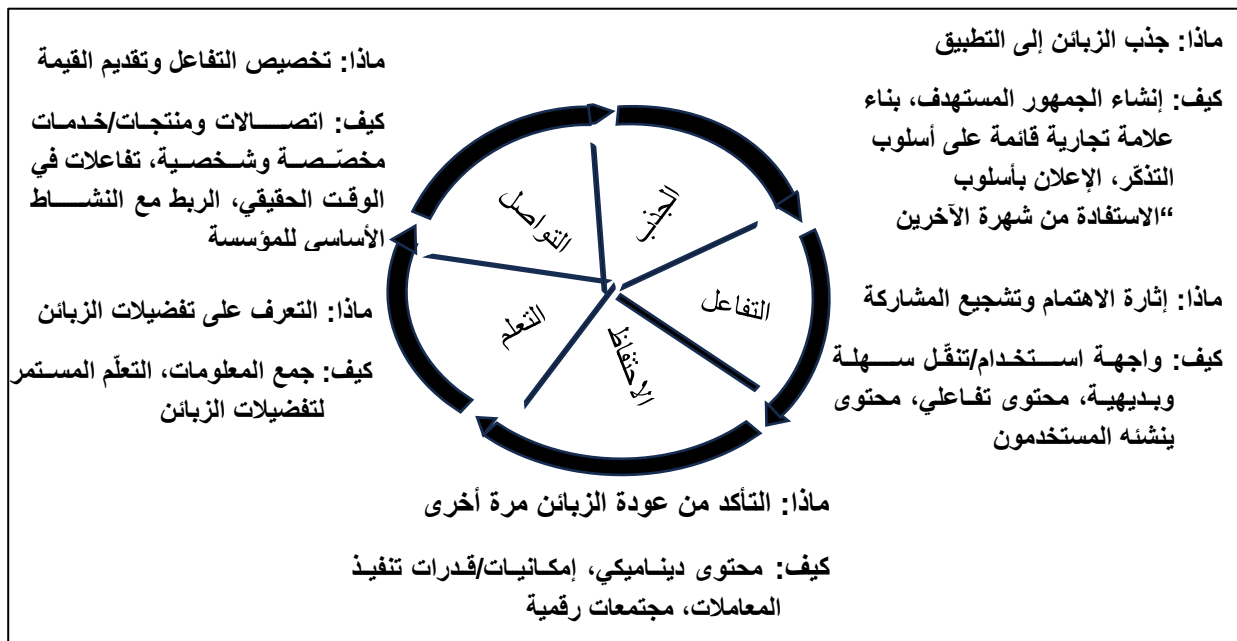 ماذا: جذب الزبائن إلى التطبيق
كيف: إنشاء الجمهور المستهدف، بناء
علامة تجارية قائمة على أسلوب
التذكّر، الإعلان بأسلوب
“الاستفادة من شهرة الآخرين
ماذا: إثارة الاهتمام وتشجيع المشاركة
كيف: واجهة استخدام/تنقّل سهلة
وبديهية، محتوى تفاعلي، محتوى
ينشئه المستخدمون
ماذا: التأكد من عودة الزبائن مرة أخرى
كيف: محتوى ديناميكي، إمكانيات/قدرات تنفيذ
المعاملات، مجتمعات رقمية
ماذا: التعرف على تفضيلات الزبائن
كيف: جمع المعلومات، التعلّم المستمر
لتفضيلات الزبائن
ماذا: تخصيص التفاعل وتقديم القيمة
كيف: اتصالات ومنتجات/خدمات
مخصّصة وشخصية، تفاعلات في
الوقت الحقيقي، الربط مع النشاط
الأساسي للمؤسسة
الجذب
التفاعل
الأحتفاظ
التعلم
التواصل